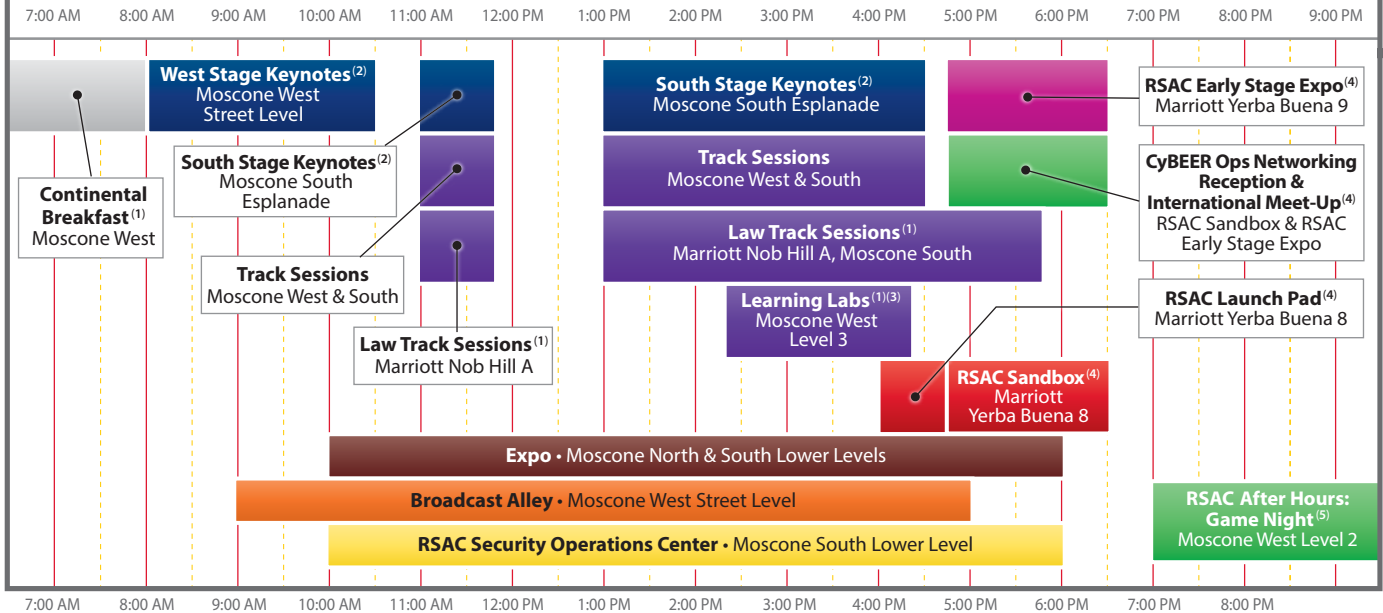 7:00 AM 8:00 AM 9:00 AM 10:00 AM 11:00 AM 12:00 PM 1:00 PM 2:00 PM 3:00 PM 4:00 PM 5:00 PM 6:00 PM 7:00 PM 8:00 PM 9:00 PM
West Stage Keynotes(2)
Moscone West
Street Level
South Stage Keynotes(2)
Moscone South Esplanade
RSAC Early Stage Expo(4)
Marriott Yerba Buena 9
Continental
Breakfast(1)
Moscone West
South Stage Keynotes(2)
Moscone South
Esplanade
Track Sessions
Moscone West & South
CyBEER Ops Networking
Reception &
International Meet-Up(4)
RSAC Sandbox & RSAC
Early Stage Expo
Track Sessions
Moscone West & South
Law Track Sessions(1)
Marriott Nob Hill A, Moscone South
Law Track Sessions(1)
Marriott Nob Hill A
Learning Labs(1)(3)
Moscone West
Level 3
RSAC Launch Pad(4)
Marriott Yerba Buena 8
RSAC Sandbox(4)
Marriott
Yerba Buena 8
Expo • Moscone North & South Lower Levels
Broadcast Alley • Moscone West Street Level
RSAC Security Operations Center • Moscone South Lower Level
RSAC After Hours:
Game Night(5)
Moscone West Level 2
7:00 AM 8:00 AM 9:00 AM 10:00 AM 11:00 AM 12:00 PM 1:00 PM 2:00 PM 3:00 PM 4:00 PM 5:00 PM 6:00 PM 7:00 PM 8:00 PM